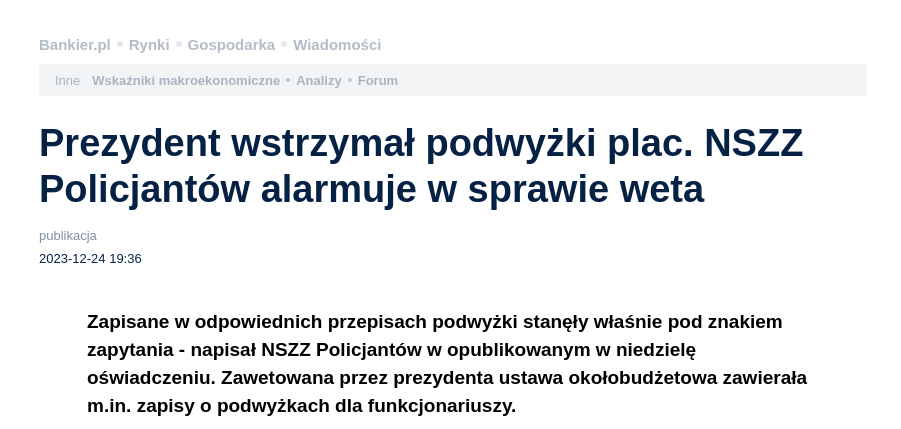 Bankier.pl • Rynki • Gospodarka • Wiadomości
Inne Wskaźniki makroekonomiczne • Analizy • Forum
Prezydent wstrzymał podwyżki plac. NSZZ
Policjantów alarmuje w sprawie weta
publikacja
2023-12-24 19:36
Zapisane w odpowiednich przepisach podwyżki stanęły właśnie pod znakiem
zapytania - napisał NSZZ Policjantów w opublikowanym w niedzielę
oświadczeniu. Zawetowana przez prezydenta ustawa okołobudżetowa zawierała
m.in. zapisy o podwyżkach dla funkcjonariuszy.